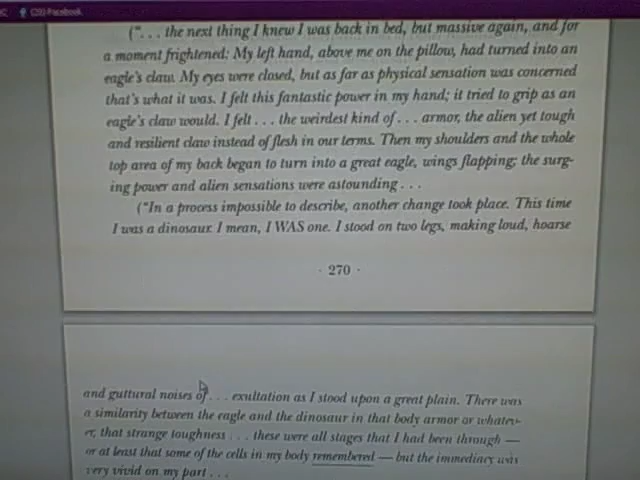 (29) Facebook
(“. . . the next thing I knew I was back in bed, but massive again, and for
a moment frightened: My left hand, above me on the pillow, had turned into an
eagle's claw. My eyes were closed, but as far as physical sensation was concerned
that's what it was. I felt this fantastic power in my hand; it tried to grip as an
eagle's claw would. I felt . . . the weirdest kind of . . . armor, the alien yet tough
and resilient claw instead of flesh in our terms. Then my shoulders and the whole
top area of my back began to turn into a great eagle, wings flapping; the surg-
ing power and alien sensations were astounding . . .
(“In a process impossible to describe, another change took place. This time
I was a dinosaur. I mean, I WAS one. I stood on two legs, making loud, hoarse
· 270 ·
and guttural noises of . . . exultation as I stood upon a great plain. There was
a similarity between the eagle and the dinosaur in that body armor or whatev-
er, that strange toughness . . . these were all stages that I had been through —
or at least that some of the cells in my body remembered — but the immediacy was
very vivid on my part . . .